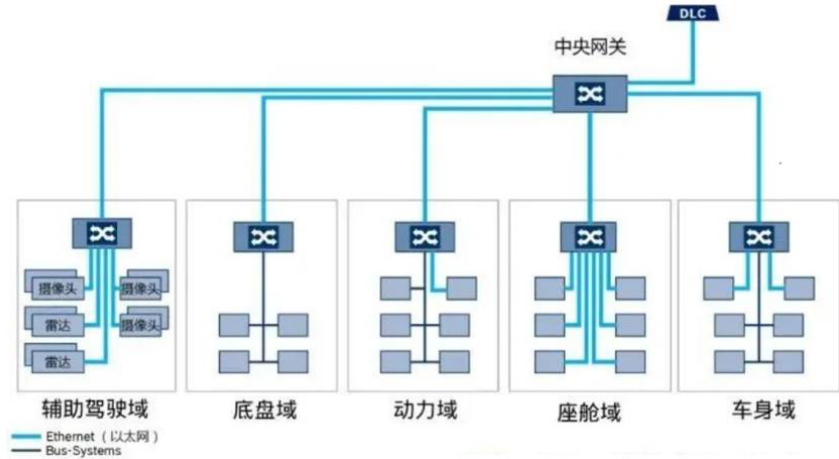 DLC
中央网关
摄像头
摄像头
雷达
摄像头
雷达
辅助驾驶域
底盘域
动力域
座舱域
车身域
Ethernet （以太网）
Bus-Systems